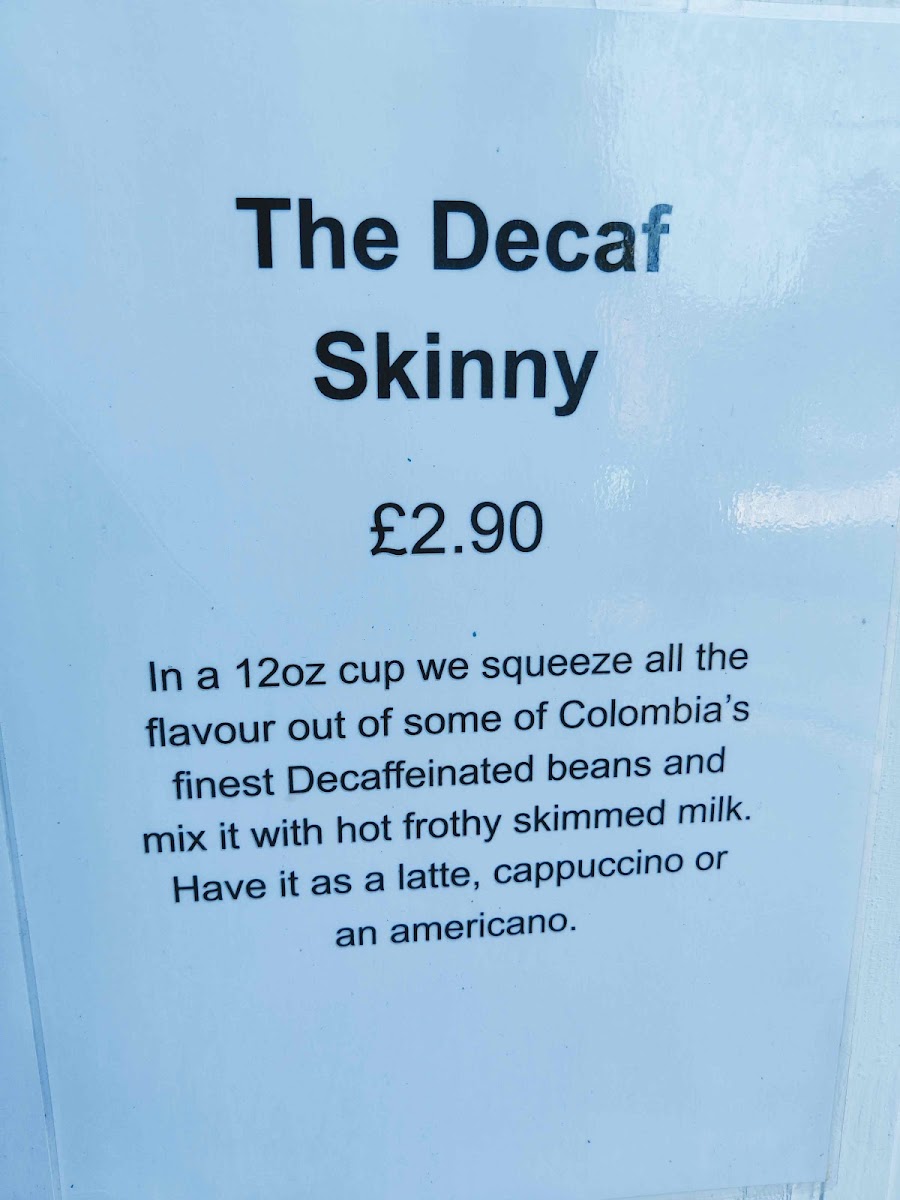 The Decaf
Skinny
£2.90
In a 12oz cup we squeeze all the
flavour out of some of Colombia's
finest Decaffeinated beans and
mix it with hot frothy skimmed milk.
Have it as a latte, cappuccino or
an americano.